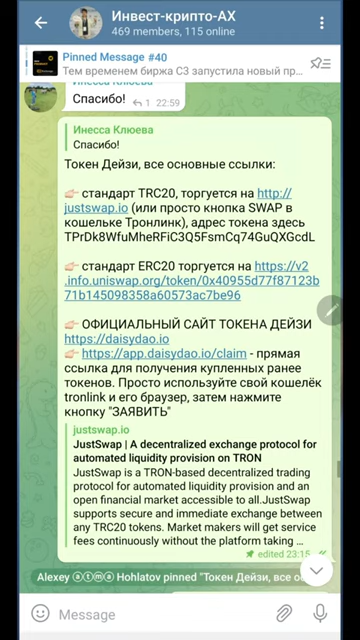 Инвест-крипто-АХ
469 members, 115 online
Pinned Message #40
Тем временем биржа СЗ запустила новый пр...
Инесса Клюева
Спасибо!
1 22:59
Инесса Клюева
Спасибо!
Токен Дейзи, все основные ссылки:
👉🏻 стандарт TRC20, торгуется на http://
justswap.io (или просто кнопка SWAP в
кошельке Тронлинк), адрес токена здесь
TPrDk8WfuMheRFiC3Q5FsmCq74GuQXGcdL
👉🏻 стандарт ERC20 торгуется на https://v2
.info.uniswap.org/token/0x40955d77f87123b
71b145098358a60573ac7be96
👉🏻 ОФИЦИАЛЬНЫЙ САЙТ ТОКЕНА ДЕЙЗИ
https://daisydao.io
👉🏻 https://app.daisydao.io/claim - прямая
ссылка для получения купленных ранее
токенов. Просто используйте свой кошелёк
tronlink и его браузер, затем нажмите
кнопку "ЗАЯВИТЬ"
justswap.io
JustSwap | A decentralized exchange protocol for
automated liquidity provision on TRON
JustSwap is a TRON-based decentralized trading
protocol for automated liquidity provision and an
open financial market accessible to all.JustSwap
supports secure and immediate exchange between
any TRC20 tokens. Market makers will get service
fees continuously without the platform taking ...
edited 23:15
Alexey ⓐⓣⓜⓐ Hohlatov pinned "Токен Дейзи, все ос
Message